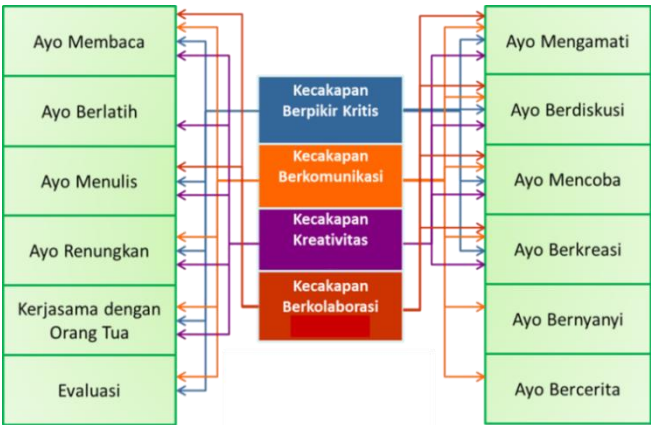 Ayo Membaca
Ayo Berlatih
Ayo Menulis
Ayo Renungkan
Kerjasama dengan
Orang Tua
Evaluasi
Kecakapan
Berpikir Kritis
Kecakapan
Berkomunikasi
Kecakapan
Kreativitas
Kecakapan
Berkolaborasi
Ayo Mengamati
Ayo Berdiskusi
Ayo Mencoba
Ayo Berkreasi
Ayo Bernyanyi
Ayo Bercerita